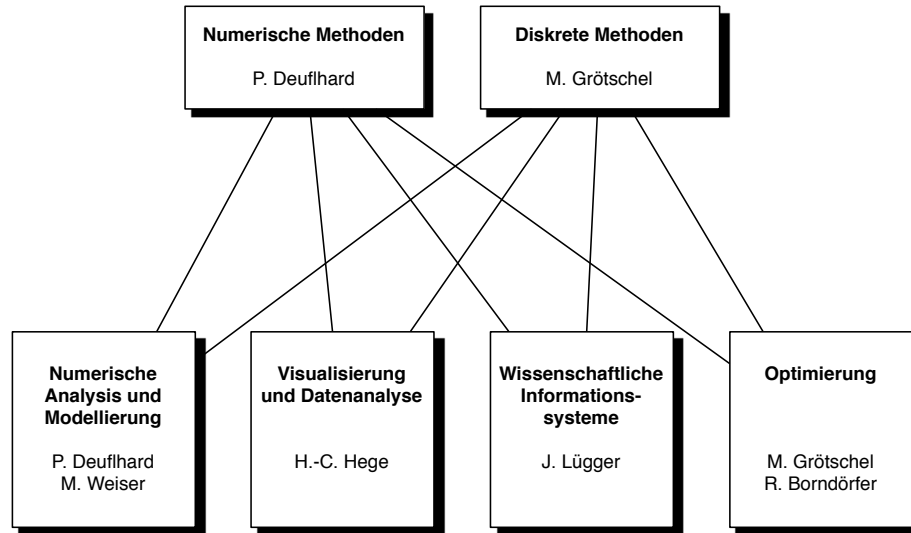 Numerische Methoden
P. Deuflhard
Diskrete Methoden
M. Grötschel
Numerische
Analysis und
Modellierung
P. Deuflhard
M. Weiser
Visualisierung
und Datenanalyse
H.-C. Hege
Wissenschaftliche
Informations-
systeme
J. Lügger
Optimierung
M. Grötschel
R. Borndörfer